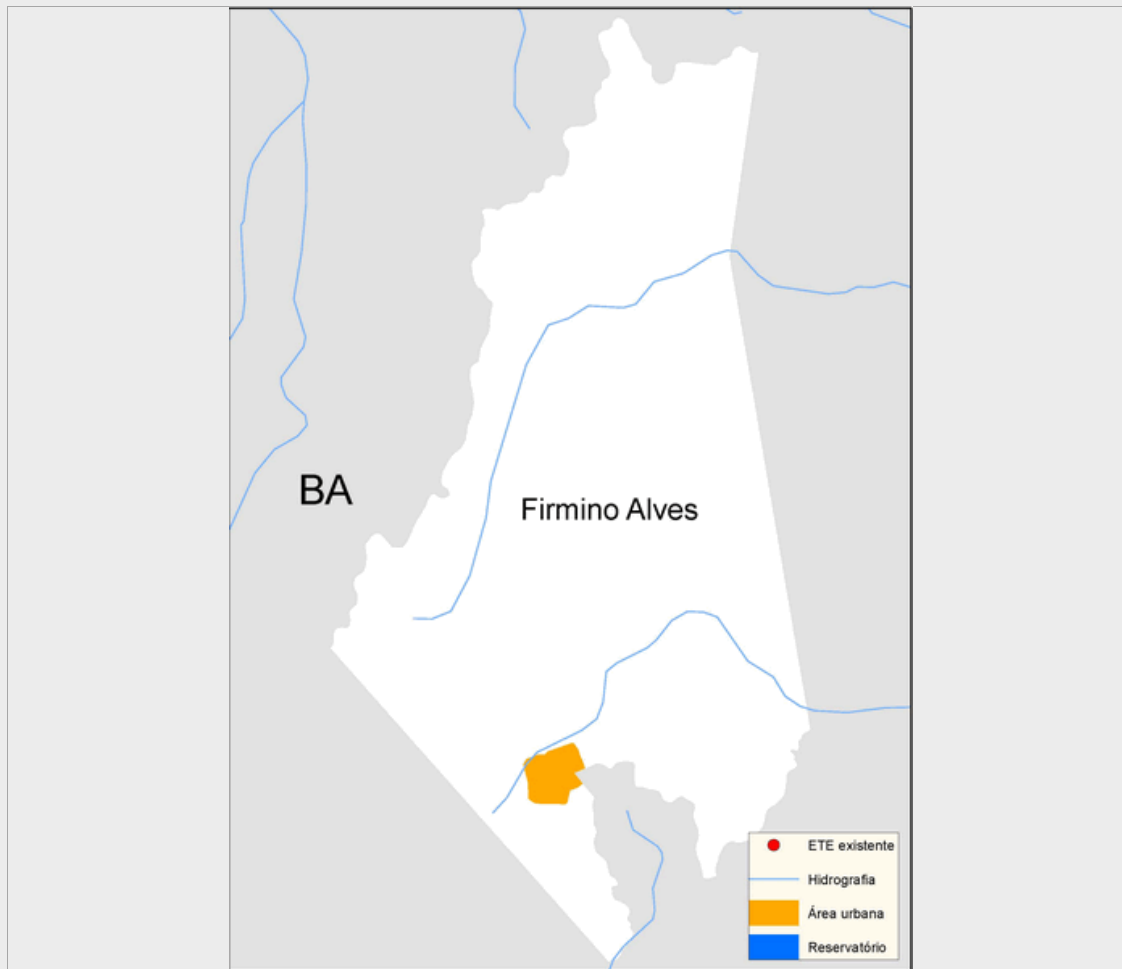 BA
Firmino Alves
ETE existente
Hidrografia
Área urbana
Reservatório